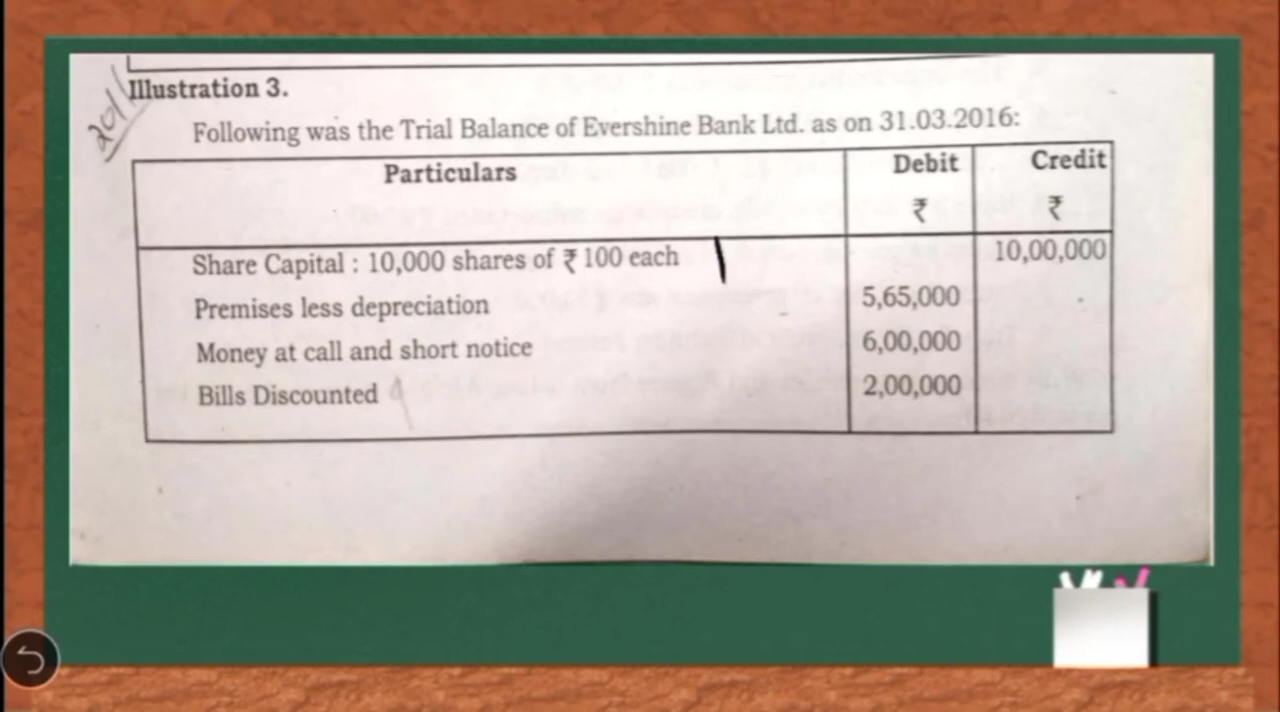 201
Illustration 3.
Following was the Trial Balance of Evershine Bank Ltd. as on 31.03.2016:
Particulars Debit Credit
₹ ₹
Share Capital : 10,000 shares of ₹ 100 each 10,00,000
Premises less depreciation 5,65,000
Money at call and short notice 6,00,000
Bills Discounted 2,00,000